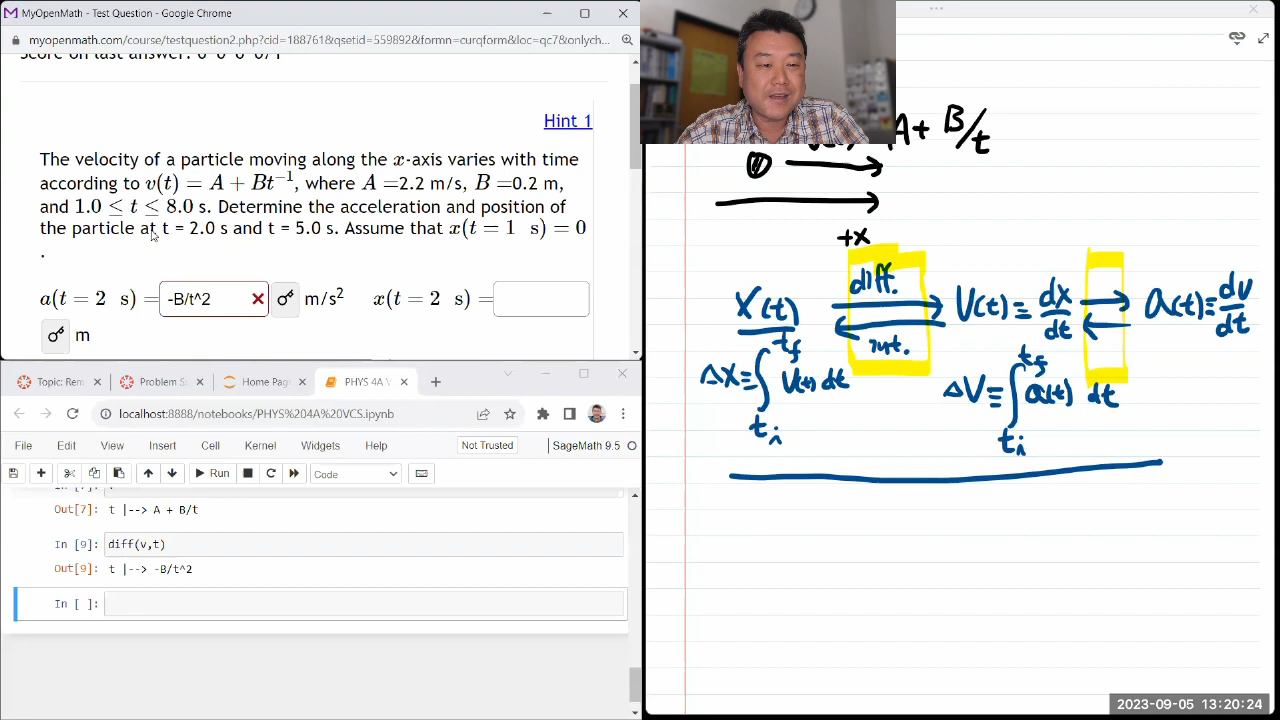 MyOpenMath - Test Question - Google Chrome
myopenmath.com/course/testquestion2.php?cid=188761&qsetid=559892&formn=curqform&loc=qc7&onlych...
Hint 1
The velocity of a particle moving along the x-axis varies with time
according to v(t) = A + Bt⁻¹, where A =2.2 m/s, B =0.2 m,
and 1.0 ≤ t ≤ 8.0 s. Determine the acceleration and position of
the particle at t = 2.0 s and t = 5.0 s. Assume that x(t = 1 s) = 0
.
a(t = 2 s) = -B/t^2 m/s² x(t = 2 s) =
m
Topic: Rem
Problem S
Home Page
PHYS 4A V
localhost:8888/notebooks/PHYS%204A%20VCS.ipynb
File Edit View Insert Cell Kernel Widgets Help Not Trusted SageMath 9.5
Run Code
Out[7]: t |--> A + B/t
In [9]: diff(v,t)
Out[9]: t |--> -B/t^2
In [ ]:
A + B/t
+x
x(t) diff. v(t) ≡ dx/dt a(t) ≡ dv/dt
int.
Δx = ∫ti^tf v(t) dt Δv = ∫ti^tf a(t) dt
2023-09-05 13:20:24